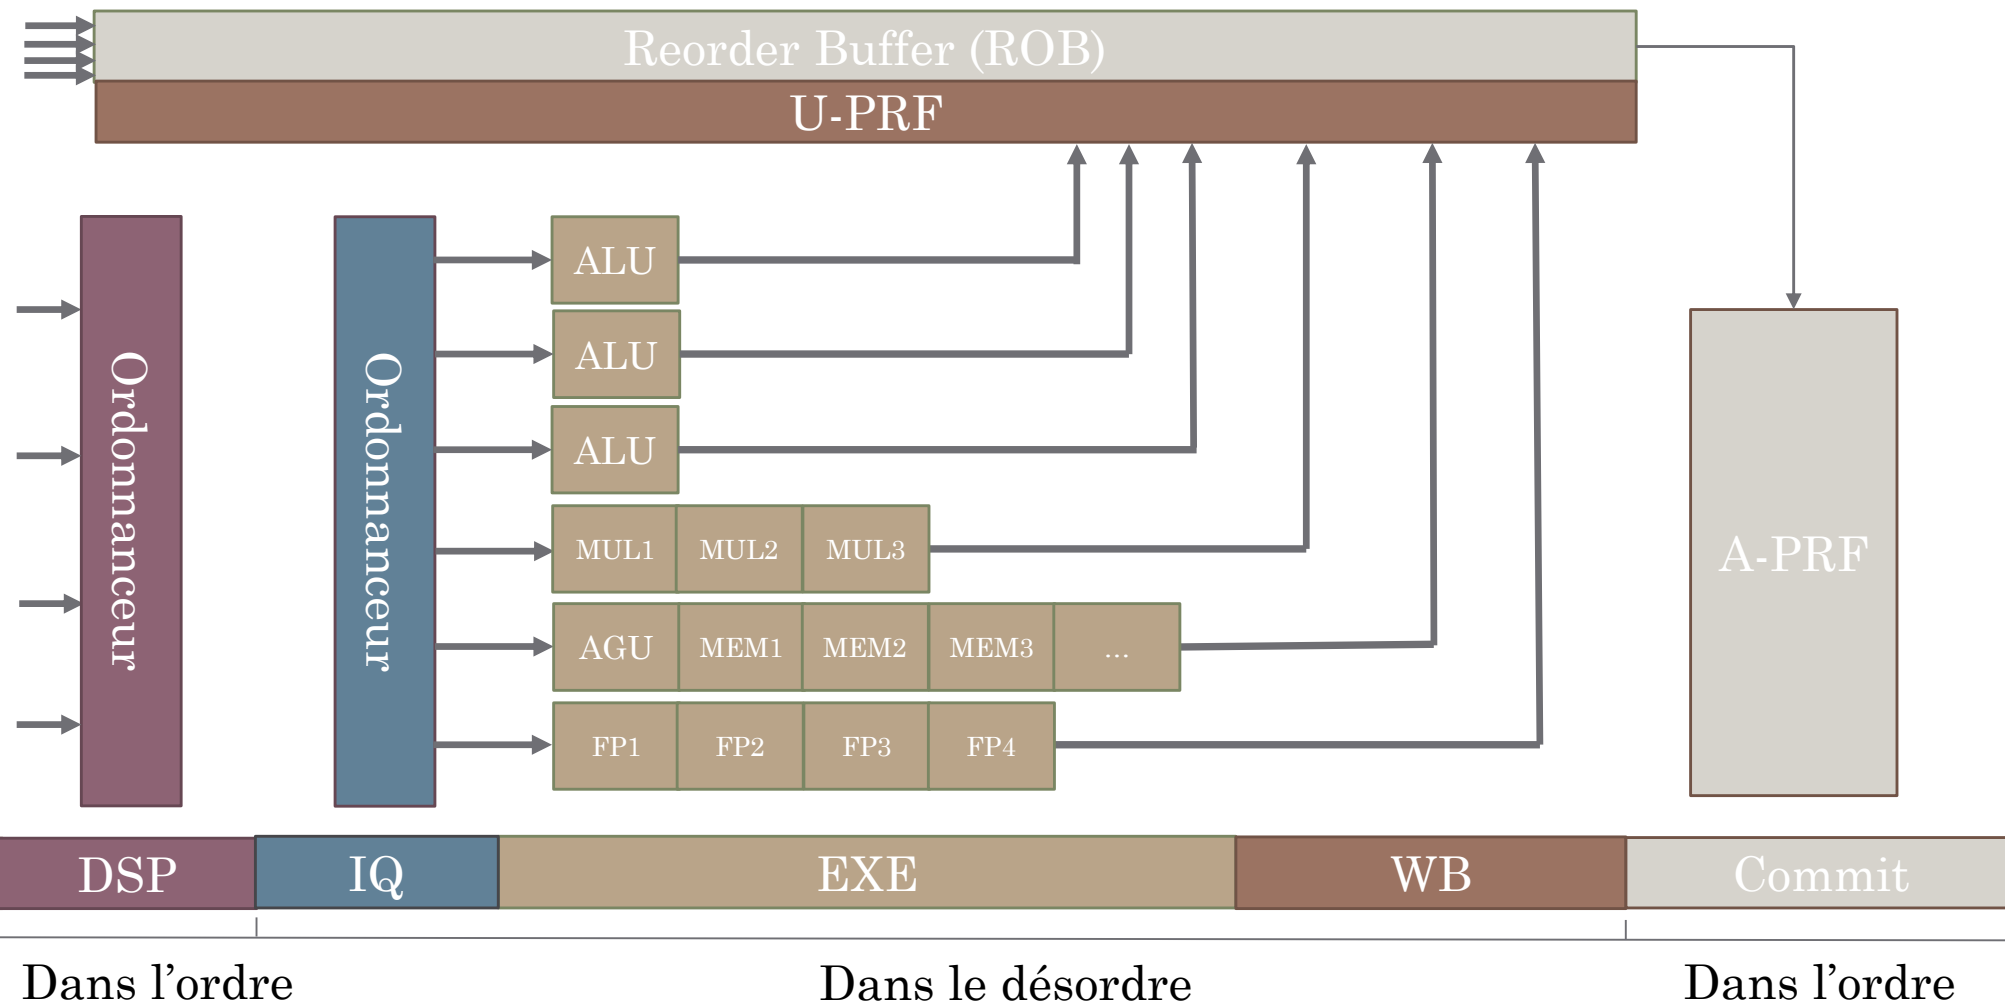 Reorder Buffer (ROB)
U-PRF
Ordonnanceur
Ordonnanceur
ALU
ALU
ALU
MUL1 MUL2 MUL3
AGU MEM1 MEM2 MEM3 ...
FP1 FP2 FP3 FP4
A-PRF
DSP IQ EXE WB Commit
Dans l'ordre Dans le désordre Dans l'ordre